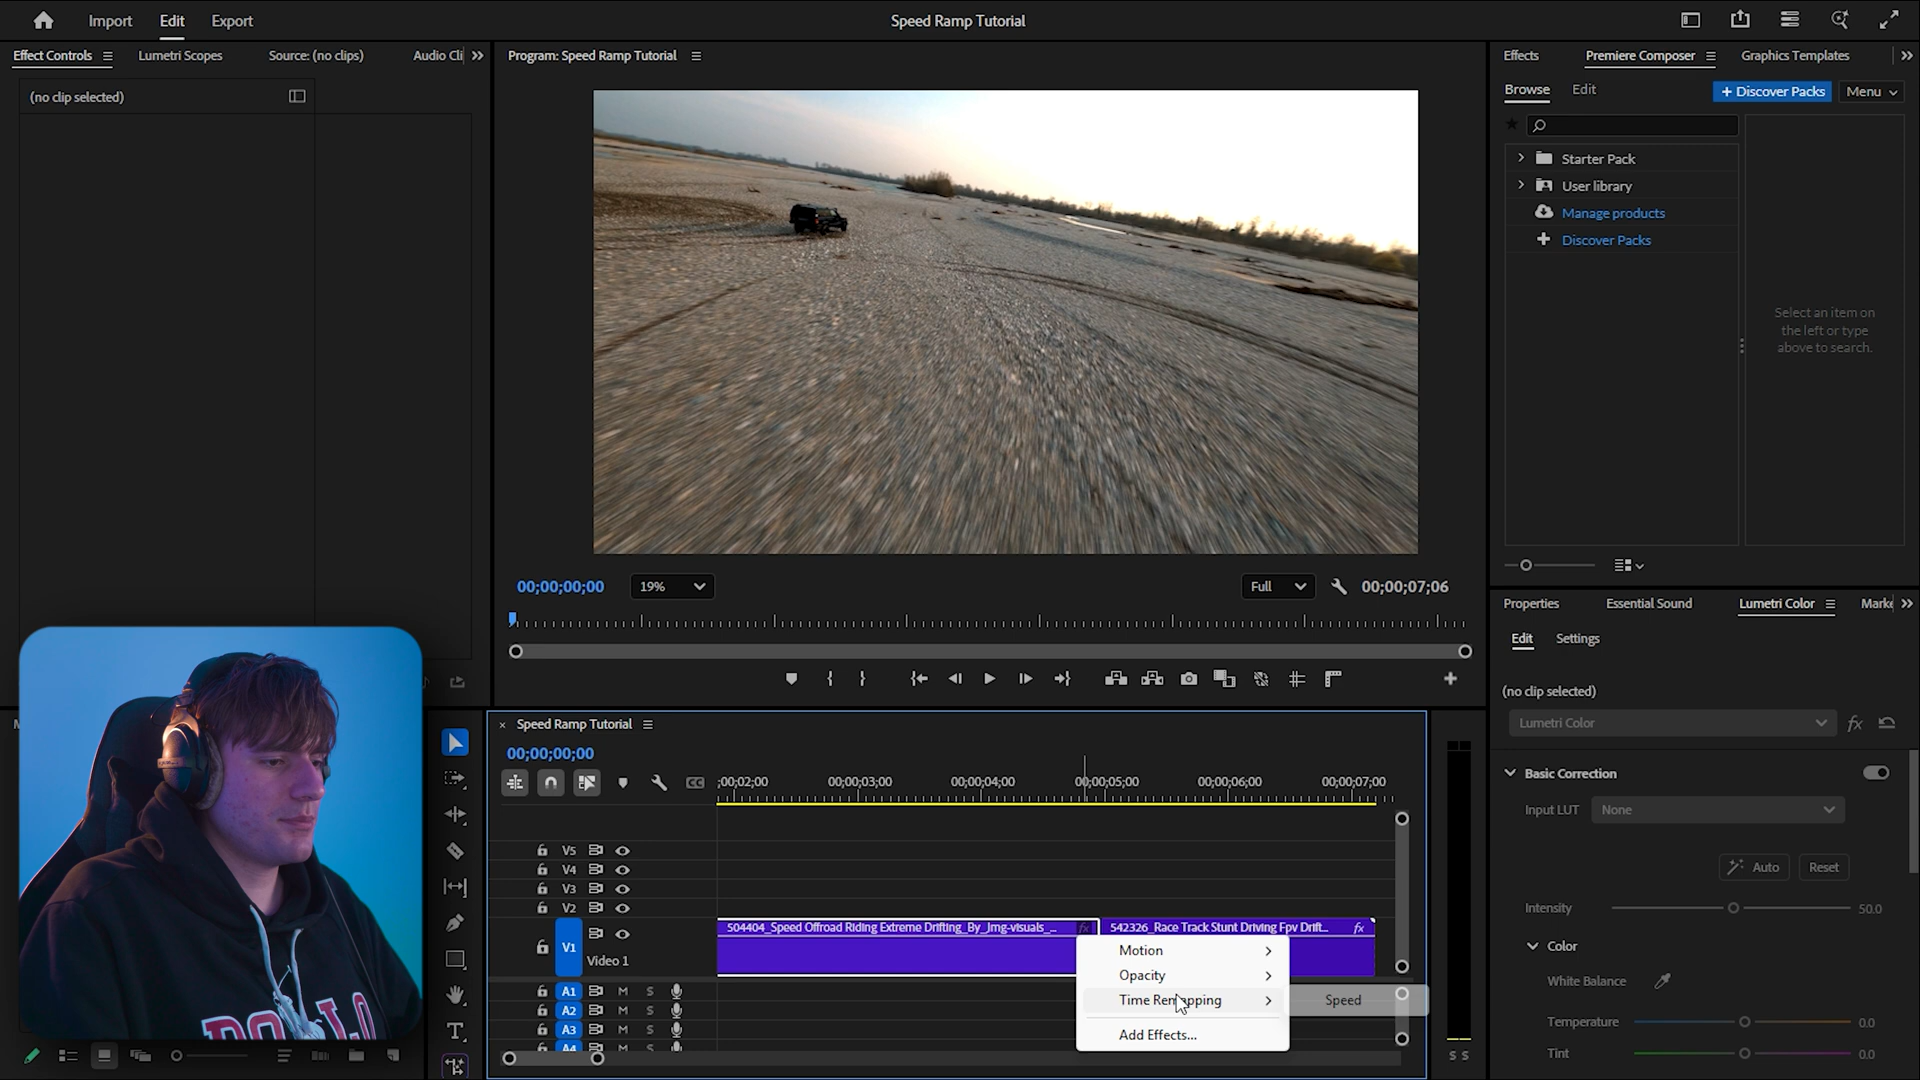 Import
Edit
Export
Speed Ramp Tutorial
Effect Controls
Lumetri Scopes
Source: (no clips)
Audio Cli
(no clip selected)
Program: Speed Ramp Tutorial
Effects
Premiere Composer
Graphics Templates
Browse
Edit
+ Discover Packs
Menu
Starter Pack
User library
Manage products
Discover Packs
Select an item on
the left or type
above to search.
00;00;00;00
19%
Full
00;00;07;06
Properties
Essential Sound
Lumetri Color
Marke
Edit
Settings
(no clip selected)
Lumetri Color
fx
Basic Correction
Input LUT
None
Auto
Reset
Intensity
50.0
Color
White Balance
Temperature
0.0
Tint
0.0
× Speed Ramp Tutorial
00;00;00;00
CC
;00;02;00
00;00;03;00
00;00;04;00
00;00;05;00
00;00;06;00
00;00;07;00
V5
V4
V3
V2
V1
Video 1
504404_Speed Offroad Riding Extreme Drifting_By_Jmg-visuals_...
fx
542326_Race Track Stunt Driving Fpv Drift...
fx
Motion
Opacity
Time Remapping
Speed
Add Effects...
A1 M S
A2 M S
A3 M S
A4 M S
S S